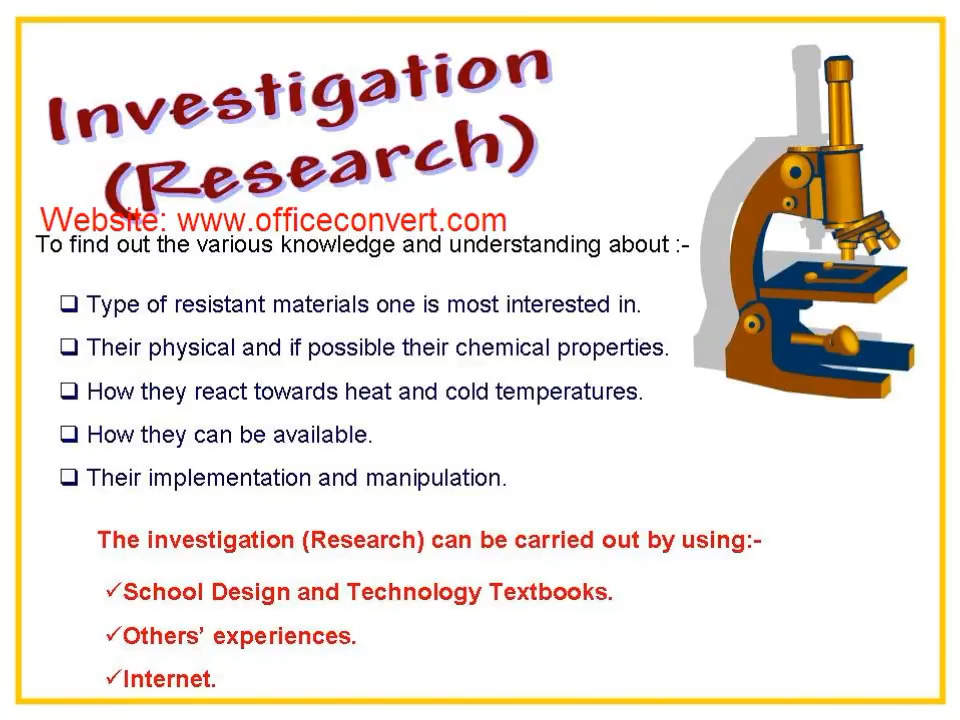 Investigation
(Research)
Website: www.officeconvert.com
To find out the various knowledge and understanding about :-
Type of resistant materials one is most interested in.
Their physical and if possible their chemical properties.
How they react towards heat and cold temperatures.
How they can be available.
Their implementation and manipulation.
The investigation (Research) can be carried out by using:-
School Design and Technology Textbooks.
Others’ experiences.
Internet.